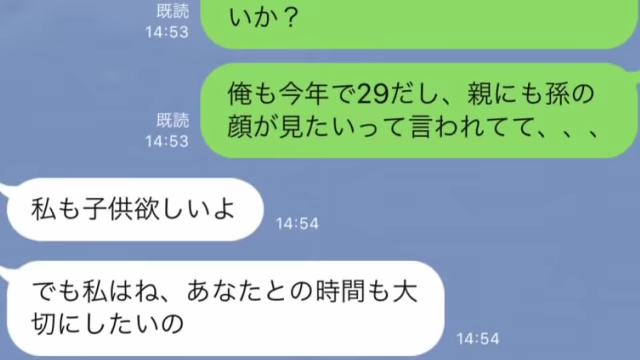 いか？
既読
14:53
俺も今年で29だし、親にも孫の
顔が見たいって言われてて、、、
既読
14:53
私も子供欲しいよ
14:54
でも私はね、あなたとの時間も大
切にしたいの
14:54